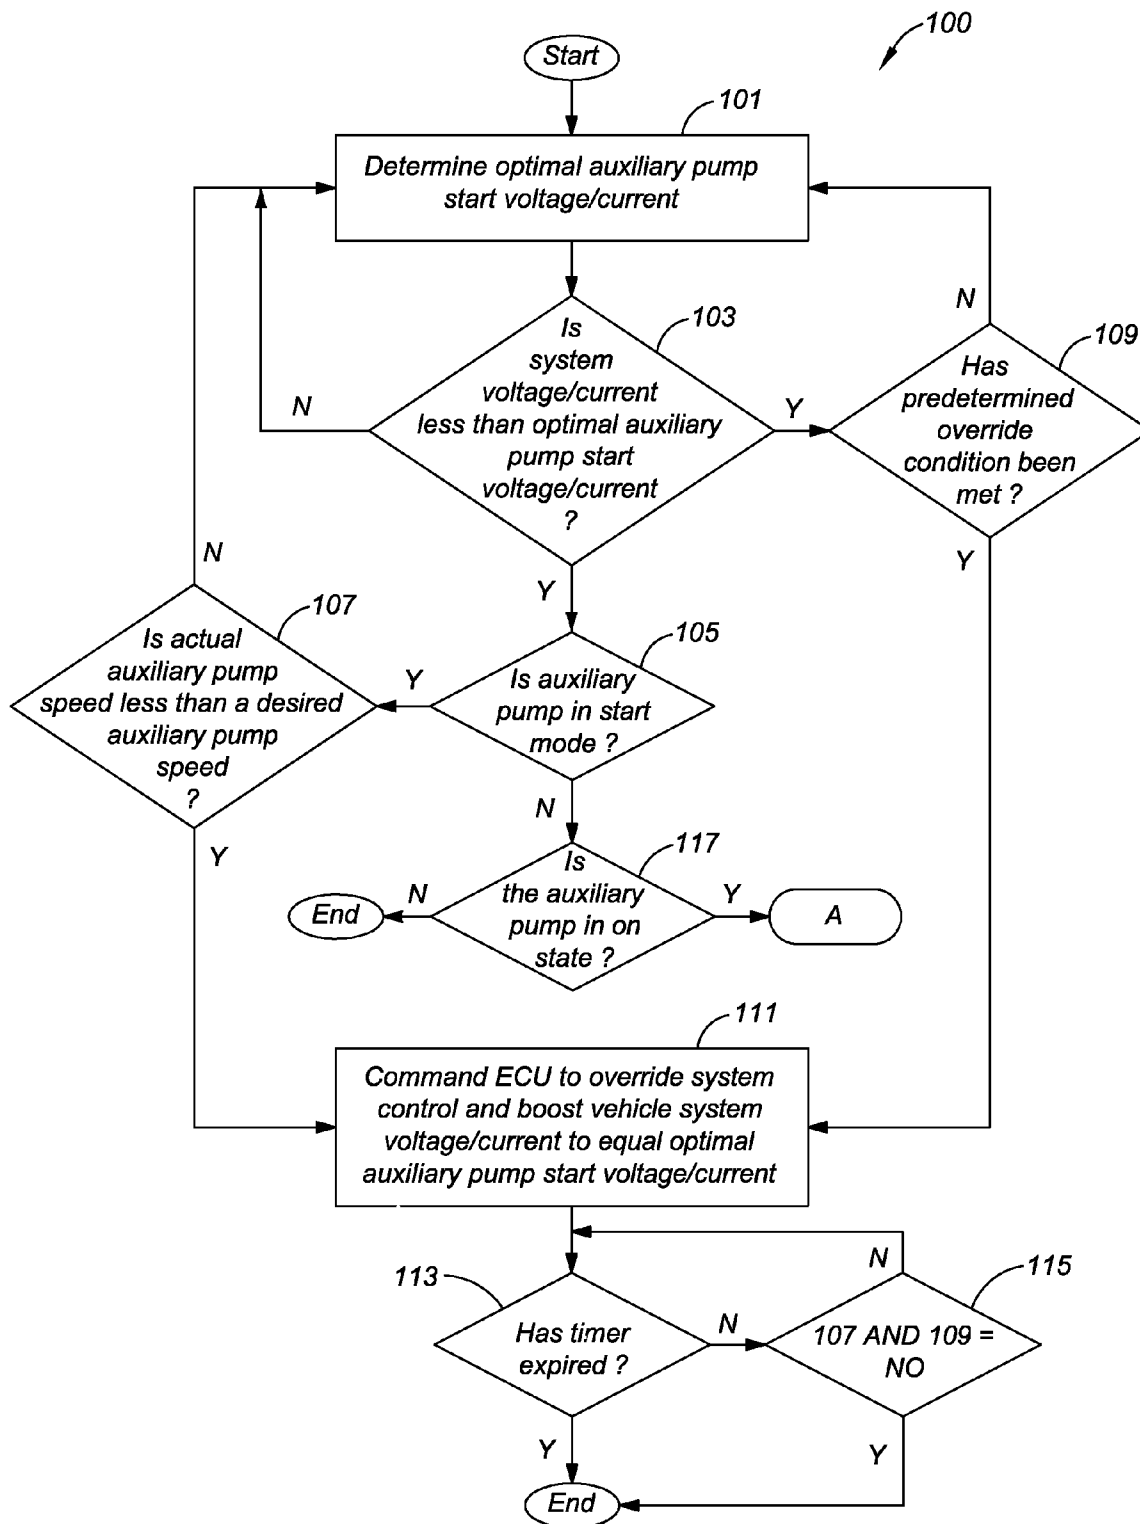 100
Start
101
Determine optimal auxiliary pump
start voltage/current
103
Is
system
voltage/current
less than optimal auxiliary
pump start
voltage/current
?
N
Y
Y
109
Has
predetermined
override
condition been
met ?
N
Y
105
Is auxiliary
pump in start
mode ?
Y
N
107
Is actual
auxiliary pump
speed less than a desired
auxiliary pump
speed
?
N
Y
117
Is
the auxiliary
pump in on
state ?
N
End
Y
A
111
Command ECU to override system
control and boost vehicle system
voltage/current to equal optimal
auxiliary pump start voltage/current
113
Has timer
expired ?
N
Y
115
107 AND 109 =
NO
N
Y
End